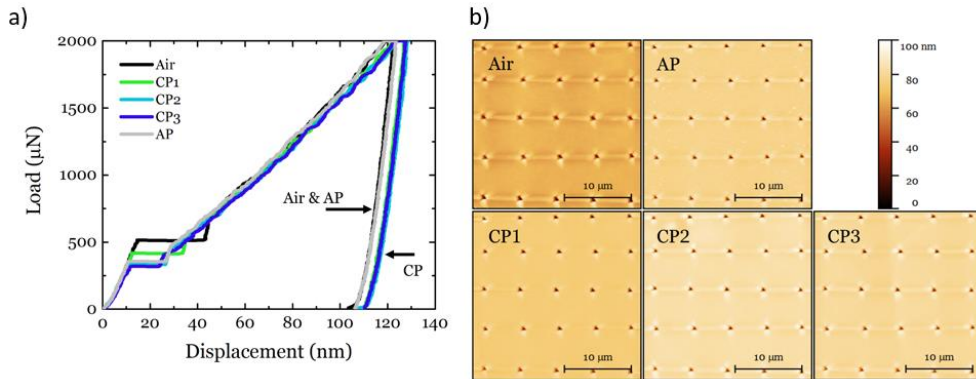 a)
2000
1500
1000
500
0
Load (μN)
Air
CP1
CP2
CP3
AP
Air & AP
CP
0 20 40 60 80 100 120 140
Displacement (nm)
b)
Air
10 μm
AP
10 μm
100 nm
80
60
40
20
0
CP1
10 μm
CP2
10 μm
CP3
10 μm